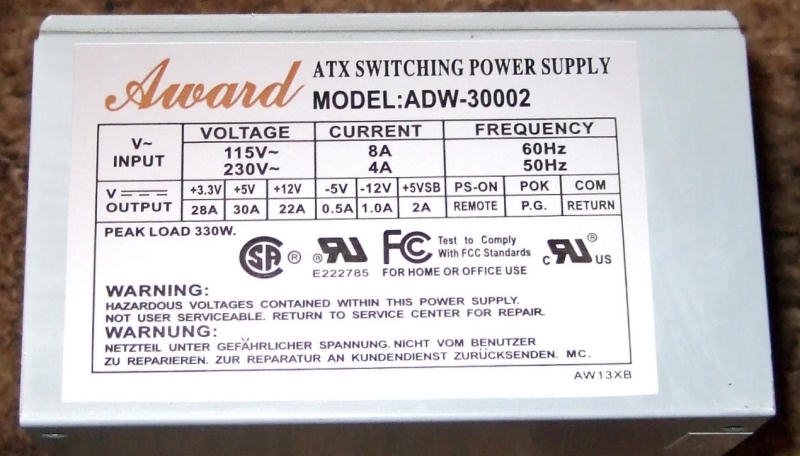 Award
ATX SWITCHING POWER SUPPLY
MODEL:ADW-30002
V~ INPUT VOLTAGE CURRENT FREQUENCY
115V~ 8A 60Hz
230V~ 4A 50Hz
V OUTPUT +3.3V +5V +12V -5V -12V +5VSB PS-ON POK COM
28A 30A 22A 0.5A 1.0A 2A REMOTE P.G. RETURN
PEAK LOAD 330W.
SA ® RU ® FC Test to Comply With FCC Standards c RU ® US
E222785 FOR HOME OR OFFICE USE
WARNING:
HAZARDOUS VOLTAGES CONTAINED WITHIN THIS POWER SUPPLY.
NOT USER SERVICEABLE. RETURN TO SERVICE CENTER FOR REPAIR.
WARNUNG:
NETZTEIL UNTER GEFÄHRLICHER SPANNUNG. NICHT VOM BENUTZER
ZU REPARIEREN. ZUR REPARATUR AN KUNDENDIENST ZURÜCKSENDEN. MC.
AW13XB